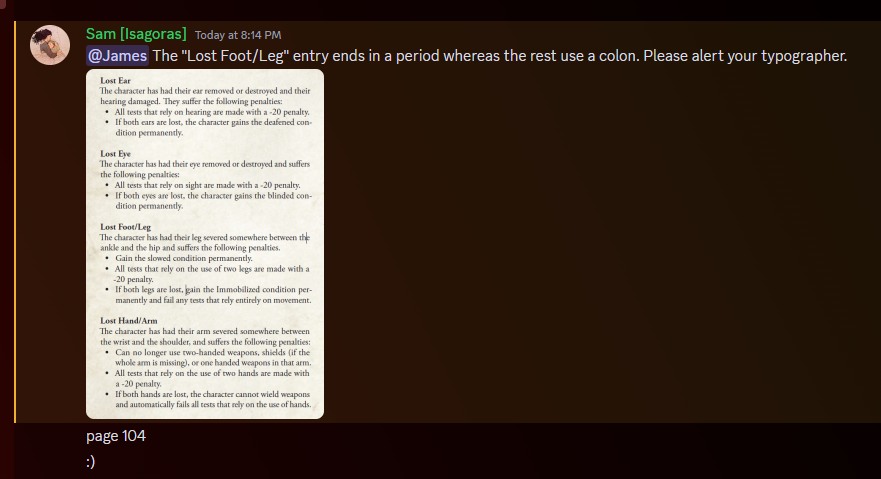 Sam [Isagoras] Today at 8:14 PM
@James The "Lost Foot/Leg" entry ends in a period whereas the rest use a colon. Please alert your typographer.
Lost Ear
The character has had their ear removed or destroyed and their
hearing damaged. They suffer the following penalties:
• All tests that rely on hearing are made with a -20 penalty.
• If both ears are lost, the character gains the deafened con-
dition permanently.
Lost Eye
The character has had their eye removed or destroyed and suffers
the following penalties:
• All tests that rely on sight are made with a -20 penalty.
• If both eyes are lost, the character gains the blinded con-
dition permanently.
Lost Foot/Leg
The character has had their leg severed somewhere between the
ankle and the hip and suffers the following penalties.
• Gain the slowed condition permanently.
• All tests that rely on the use of two legs are made with a
-20 penalty.
• If both legs are lost, gain the Immobilized condition per-
manently and fail any tests that rely entirely on movement.
Lost Hand/Arm
The character has had their arm severed somewhere between
the wrist and the shoulder, and suffers the following penalties:
• Can no longer use two-handed weapons, shields (if the
whole arm is missing), or one handed weapons in that arm.
• All tests that rely on the use of two hands are made with
a -20 penalty.
• If both hands are lost, the character cannot wield weapons
and automatically fails all tests that rely on the use of hands.
page 104
:)